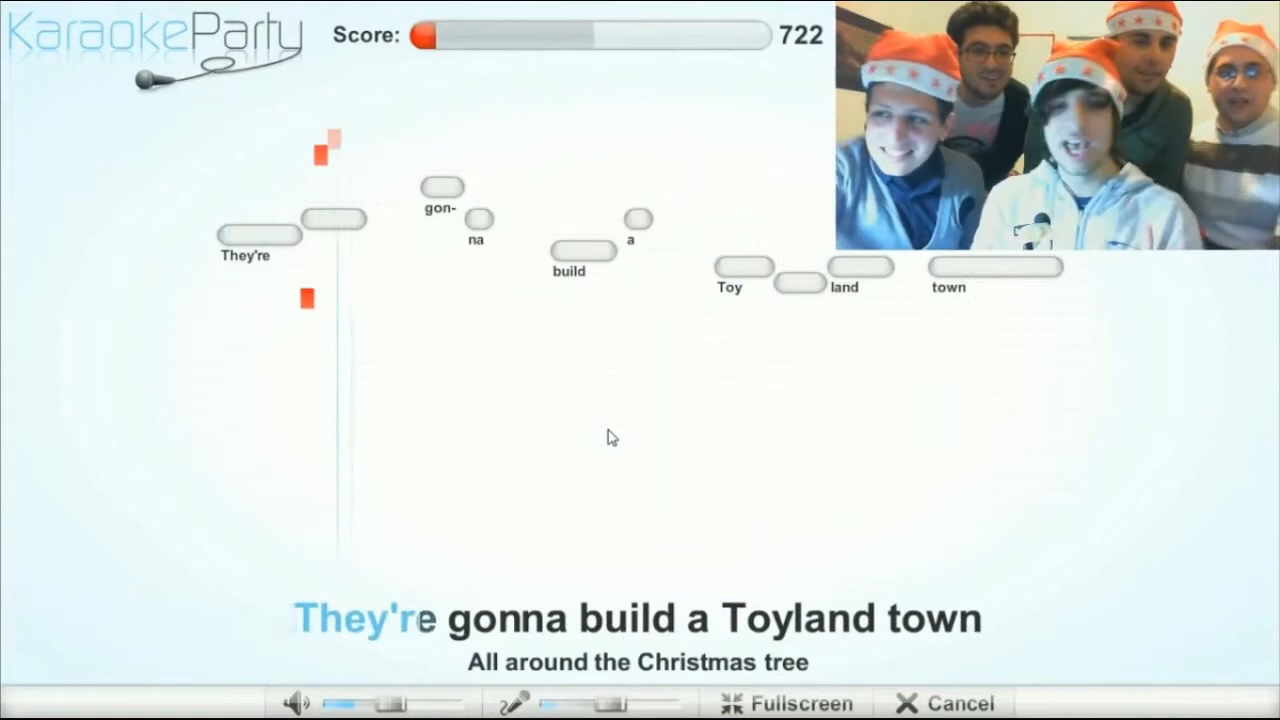 KaraokeParty
Score: 722
gon-
na
They're
a
build
Toy
land
town
They're gonna build a Toyland town
All around the Christmas tree
Fullscreen
Cancel